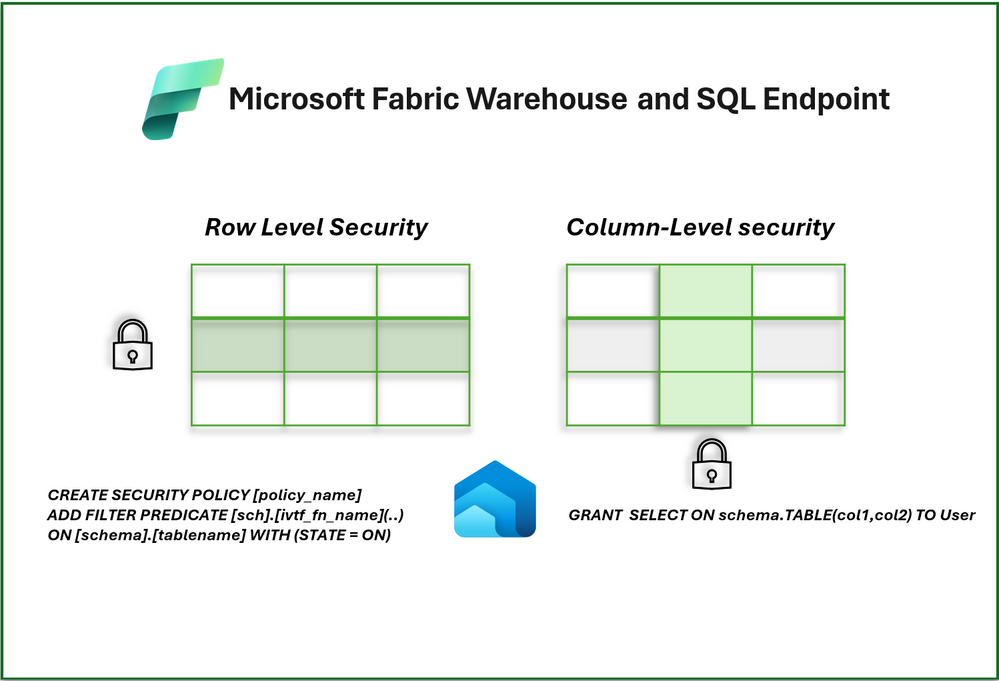 Microsoft Fabric Warehouse and SQL Endpoint
Row Level Security
Column-Level security
CREATE SECURITY POLICY [policy_name]
ADD FILTER PREDICATE [sch].[ivtf_fn_name](..)
ON [schema].[tablename] WITH (STATE = ON)
GRANT SELECT ON schema.TABLE(col1,col2) TO User